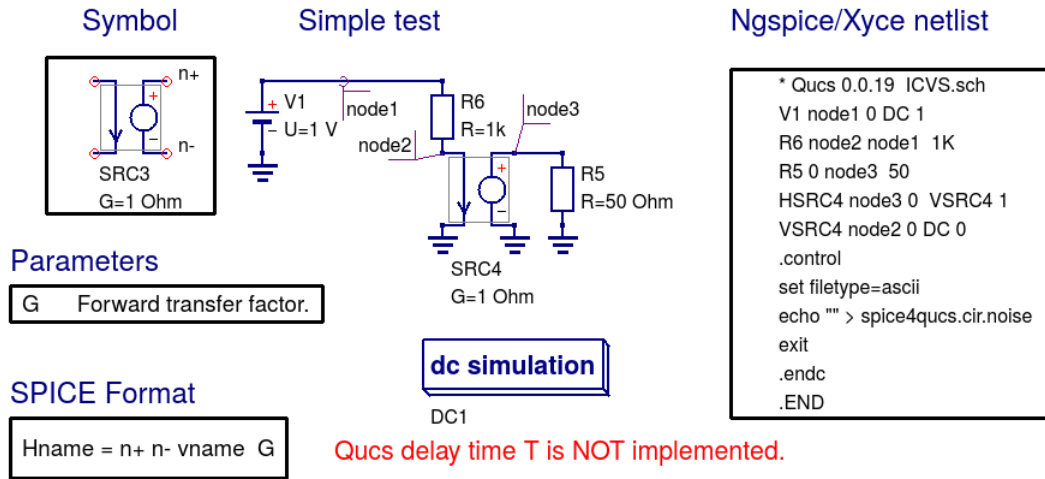 Symbol
Simple test
Ngspice/Xyce netlist
n+
n-
SRC3
G=1 Ohm
+
−
V1
U=1 V
node1
R6
R=1k
node2
node3
R5
R=50 Ohm
SRC4
G=1 Ohm
* Qucs 0.0.19 ICVS.sch
V1 node1 0 DC 1
R6 node2 node1 1K
R5 0 node3 50
HSRC4 node3 0 VSRC4 1
VSRC4 node2 0 DC 0
.control
set filetype=ascii
echo "" > spice4qucs.cir.noise
exit
.endc
.END
Parameters
G Forward transfer factor.
dc simulation
DC1
SPICE Format
Hname = n+ n- vname G
Qucs delay time T is NOT implemented.